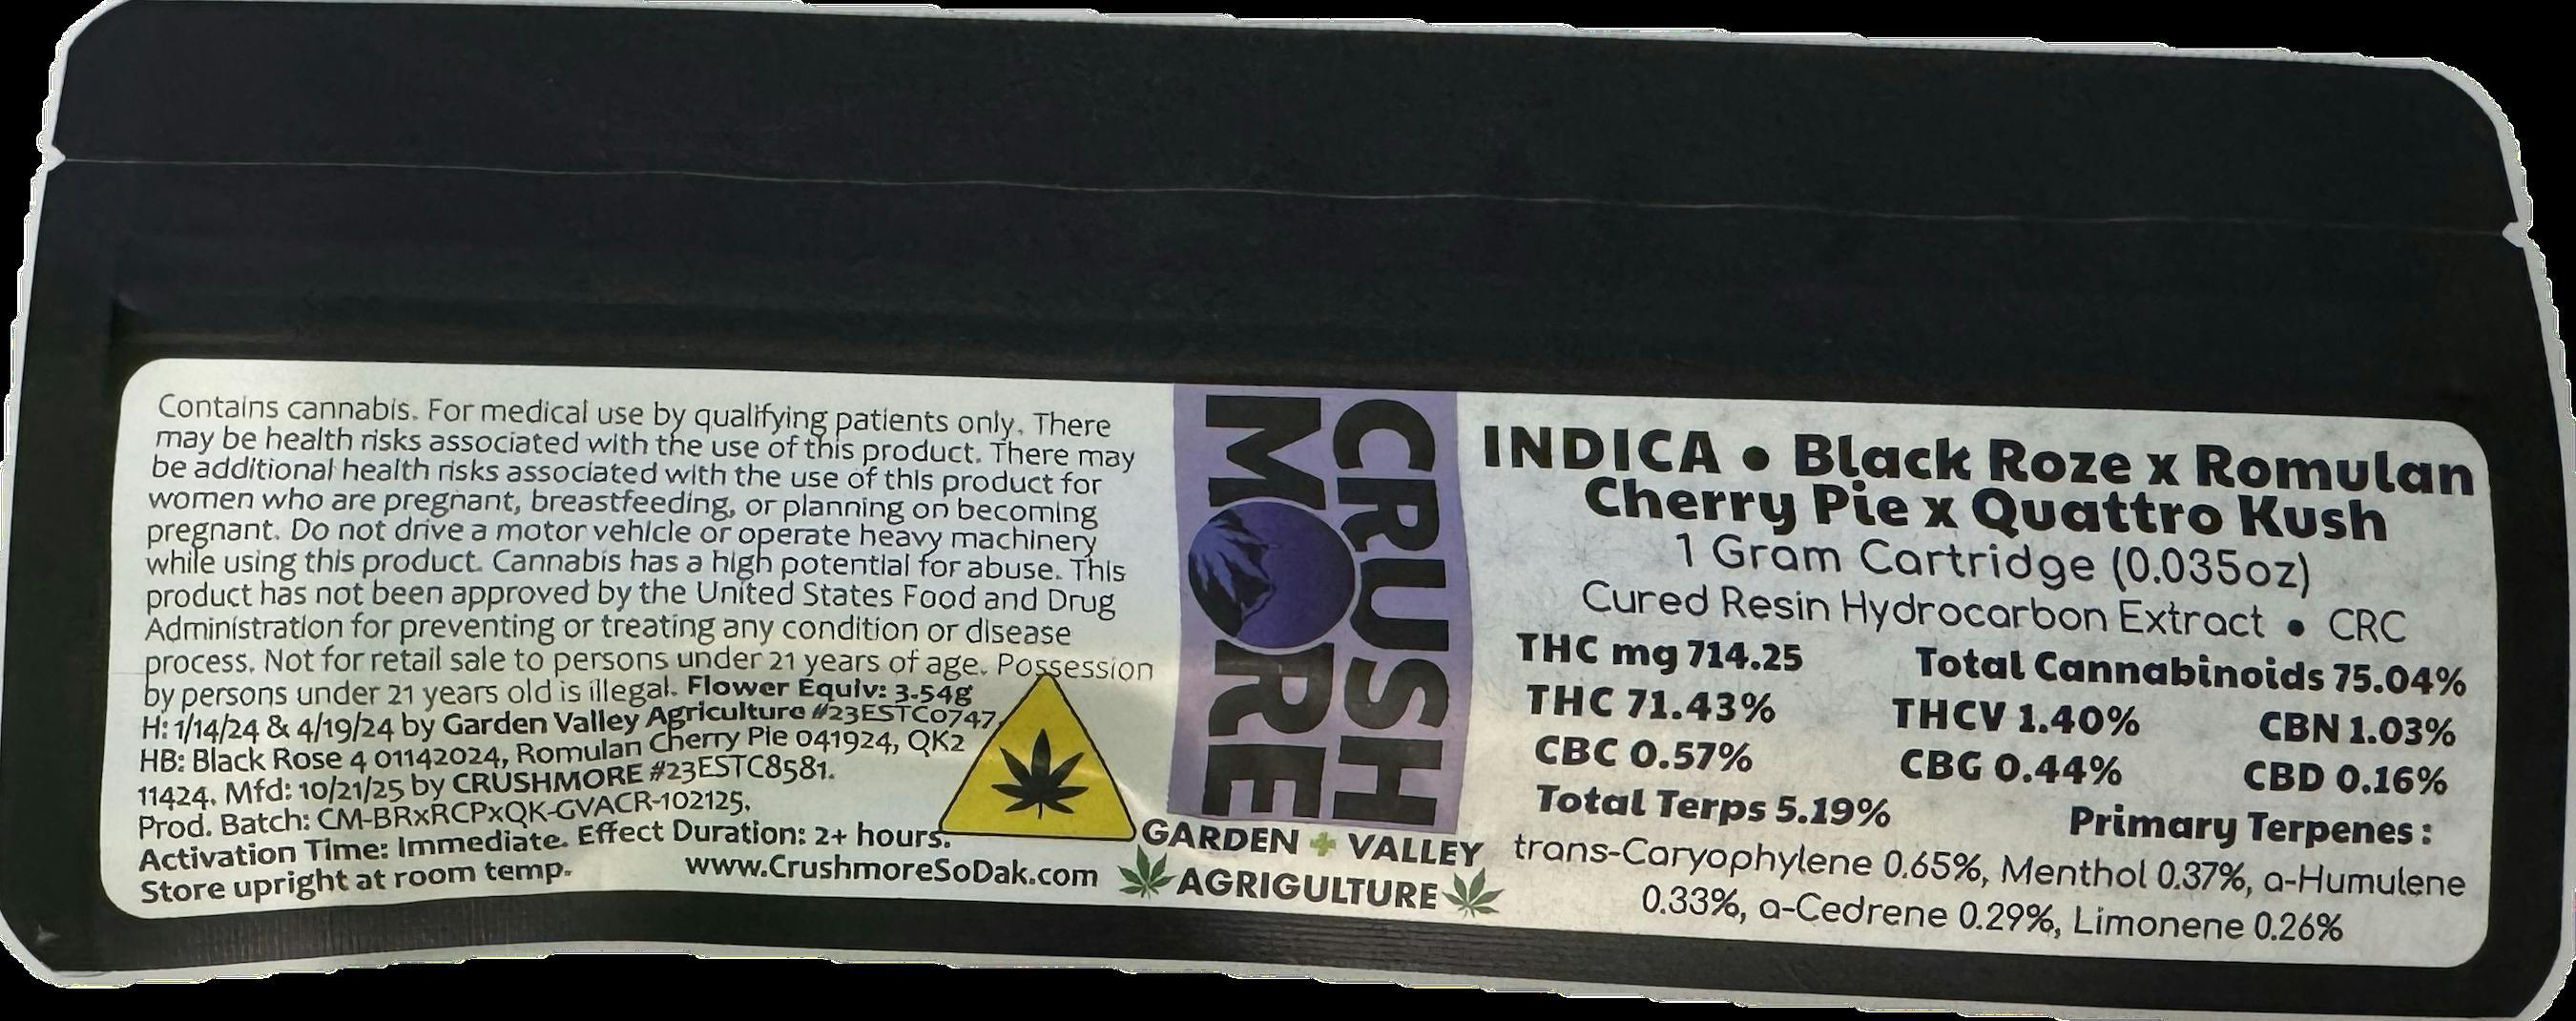 Contains cannabis. For medical use by qualifying patients only. There
may be health risks associated with the use of this product. There may
be additional health risks associated with the use of this product for
women who are pregnant, breastfeeding, or planning on becoming
pregnant. Do not drive a motor vehicle or operate heavy machinery
while using this product. Cannabis has a high potential for abuse. This
product has not been approved by the United States Food and Drug
Administration for preventing or treating any condition or disease
process. Not for retail sale to persons under 21 years of age. Possession
by persons under 21 years old is illegal. Flower Equiv: 3.54g
H: 1/14/24 & 4/19/24 by Garden Valley Agriculture #23ESTC0747.
HB: Black Rose 4 01142024, Romulan Cherry Pie 041924, QK2
11424. Mfd: 10/21/25 by CRUSHMORE #23ESTC8581.
Prod. Batch: CM-BRxRCPxQK-GVACR-102125.
Activation Time: Immediate. Effect Duration: 2+ hours.
Store upright at room temp. www.CrushmoreSoDak.com
CRUSH
MORE
GARDEN VALLEY
AGRIGULTURE
INDICA • Black Roze x Romulan
Cherry Pie x Quattro Kush
1 Gram Cartridge (0.035oz)
Cured Resin Hydrocarbon Extract • CRC
THC mg 714.25 Total Cannabinoids 75.04%
THC 71.43% THCV 1.40% CBN 1.03%
CBC 0.57% CBG 0.44% CBD 0.16%
Total Terps 5.19% Primary Terpenes:
trans-Caryophylene 0.65%, Menthol 0.37%, a-Humulene
0.33%, a-Cedrene 0.29%, Limonene 0.26%